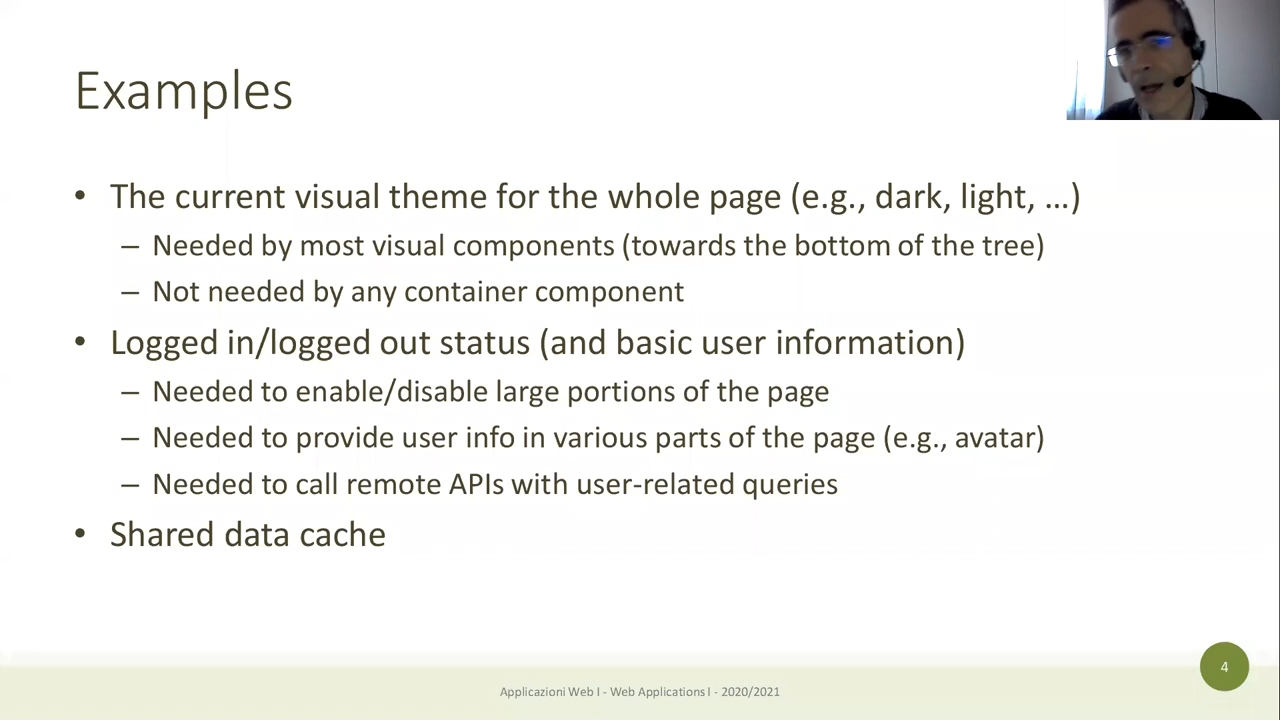 Examples
• The current visual theme for the whole page (e.g., dark, light, …)
– Needed by most visual components (towards the bottom of the tree)
– Not needed by any container component
• Logged in/logged out status (and basic user information)
– Needed to enable/disable large portions of the page
– Needed to provide user info in various parts of the page (e.g., avatar)
– Needed to call remote APIs with user-related queries
• Shared data cache
4
Applicazioni Web I - Web Applications I - 2020/2021